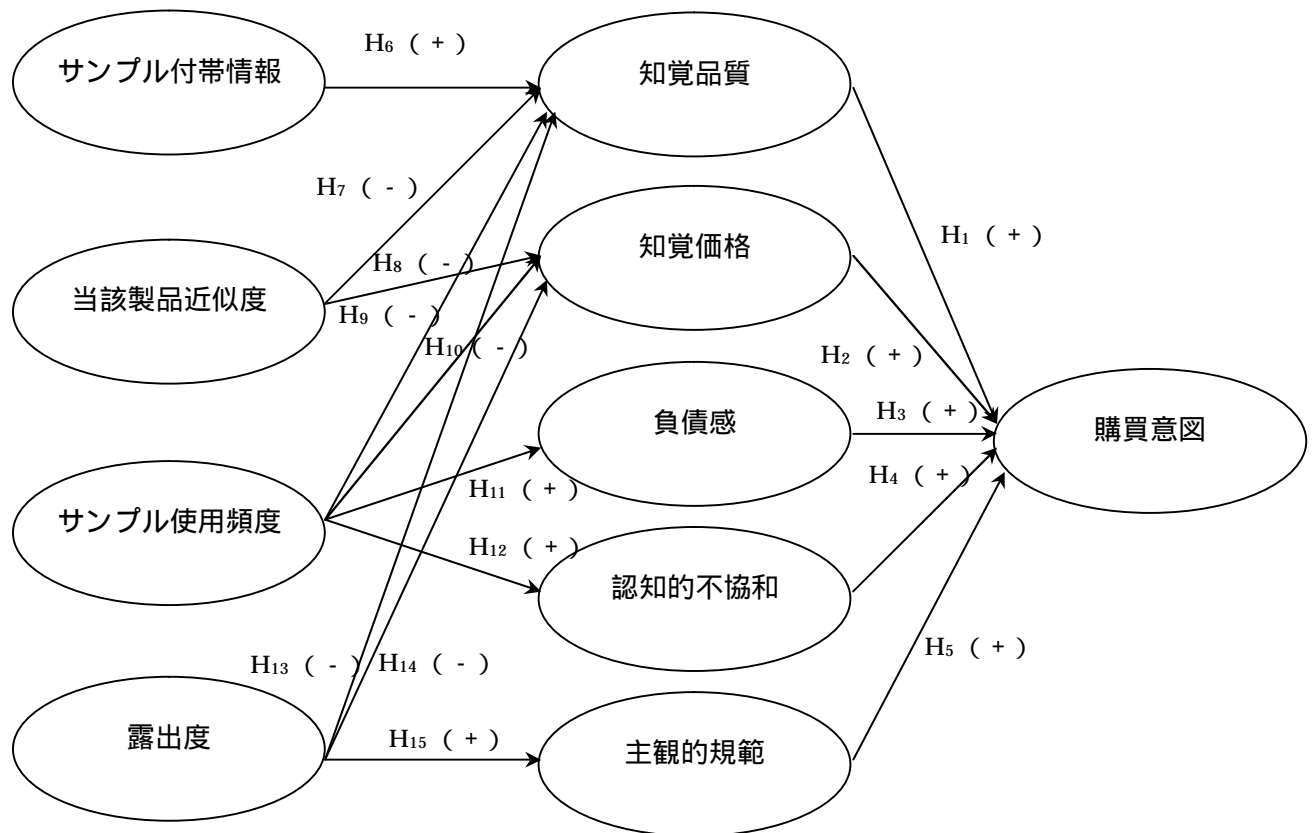 サンプル付帯情報
H6 ( + )
知覚品質
H7 ( - )
H1 ( + )
当該製品近似度
H8 ( - )
知覚価格
H9 ( - )
H10 ( - )
H2 ( + )
サンプル使用頻度
H11 ( + )
負債感
H3 ( + )
購買意図
H12 ( + )
認知的不協和
H4 ( + )
H13 ( - )
H14 ( - )
H5 ( + )
露出度
H15 ( + )
主観的規範